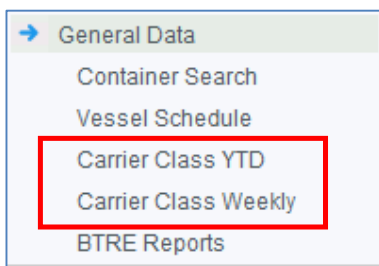 General Data
Container Search
Vessel Schedule
Carrier Class YTD
Carrier Class Weekly
BTRE Reports